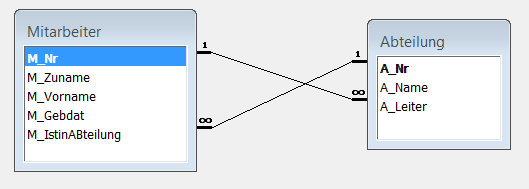 Mitarbeiter
M_Nr
M_Zuname
M_Vorname
M_Gebdat
M_IstinABteilung
1
∞
1
∞
Abteilung
A_Nr
A_Name
A_Leiter